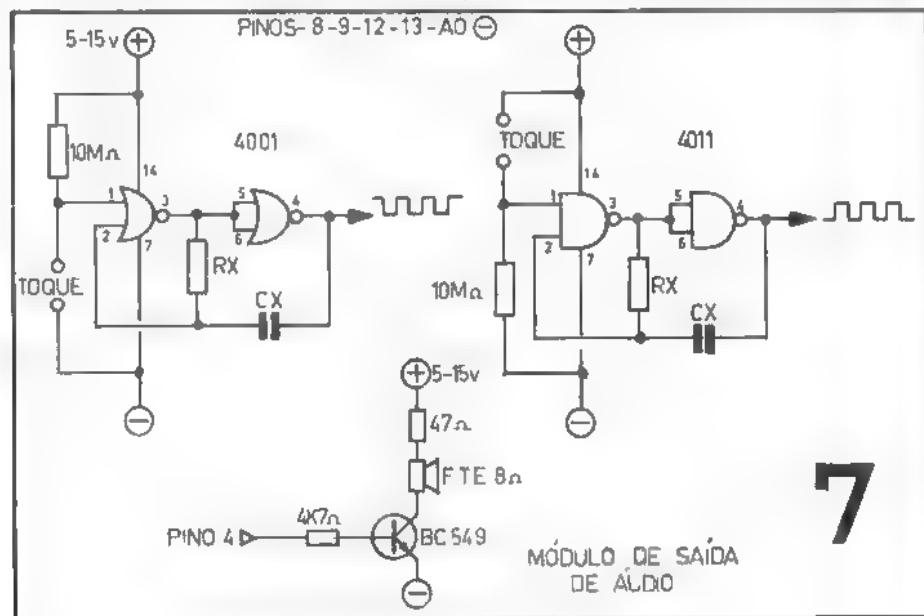 PINOS-8-9-12-13-AO ⊖
5-15v
+
10MΩ
4001
14
1
2
3
7
5
6
4
TOQUE
RX
CX
−
+
TOQUE
4011
14
1
2
3
7
5
6
4
10MΩ
RX
CX
−
+ 5-15v
47Ω
FTE 8Ω
PINO 4
4K7Ω
BC549
−
MÓDULO DE SAÍDA
DE ÁUDIO
7